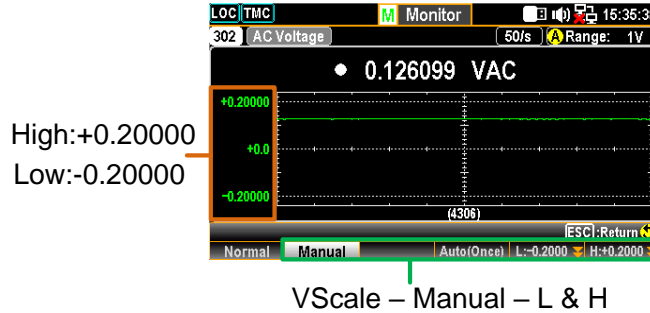 LOC TMC M Monitor 15:35:3
302 AC Voltage 50/s A Range: 1V
0.126099 VAC
+0.20000
High:+0.20000
+0.0
Low:-0.20000
-0.20000
(4306)
ESC :Return
Normal Manual Auto(Once) L:-0.2000 H:+0.2000
VScale – Manual – L & H